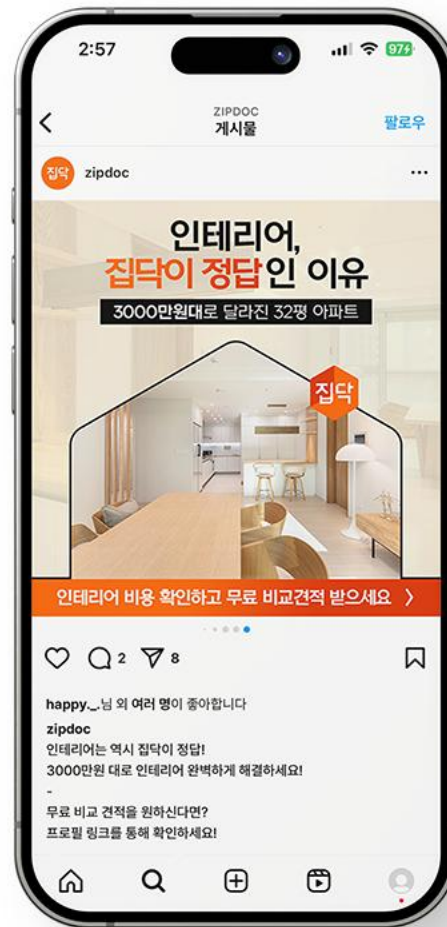 2:57
97
ZIPDOC
게시물
팔로우
집닥
zipdoc
인테리어,
집닥이 정답인 이유
3000만원대로 달라진 32평 아파트
집닥
인테리어 비용 확인하고 무료 비교견적 받으세요 〉
2
8
happy._.님 외 여러 명이 좋아합니다
zipdoc
인테리어는 역시 집닥이 정답!
3000만원 대로 인테리어 완벽하게 해결하세요!
-
무료 비교 견적을 원하신다면?
프로필 링크를 통해 확인하세요!